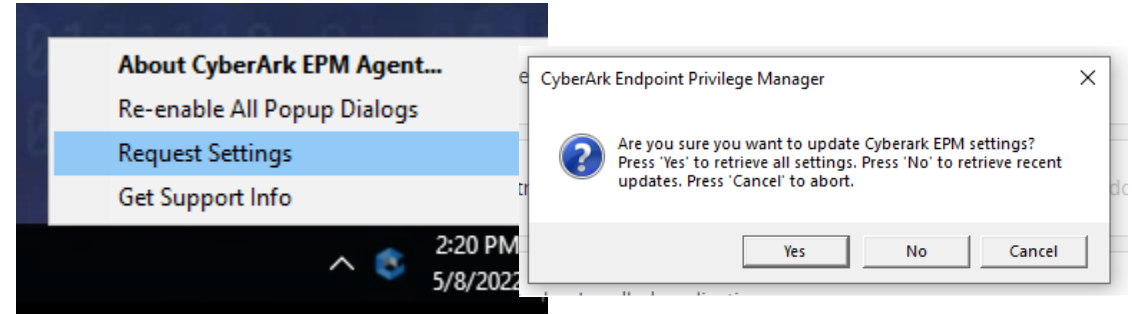 About CyberArk EPM Agent...
Re-enable All Popup Dialogs
Request Settings
Get Support Info
2:20 PM
5/8/2022
CyberArk Endpoint Privilege Manager
Are you sure you want to update Cyberark EPM settings?
Press 'Yes' to retrieve all settings. Press 'No' to retrieve recent
updates. Press 'Cancel' to abort.
Yes
No
Cancel